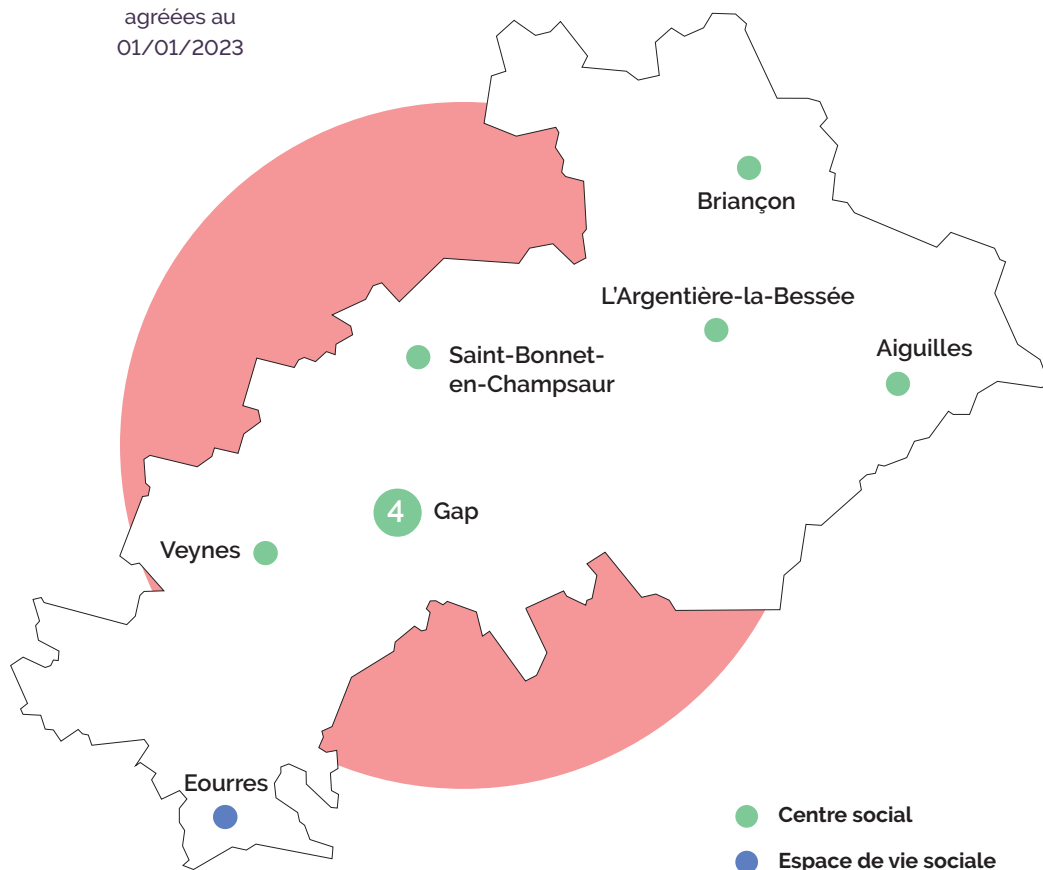 agréées au
01/01/2023
Briançon
L'Argentière-la-Bessée
Aiguilles
Saint-Bonnet-
en-Champsaur
4 Gap
Veynes
Eourres
Centre social
Espace de vie sociale